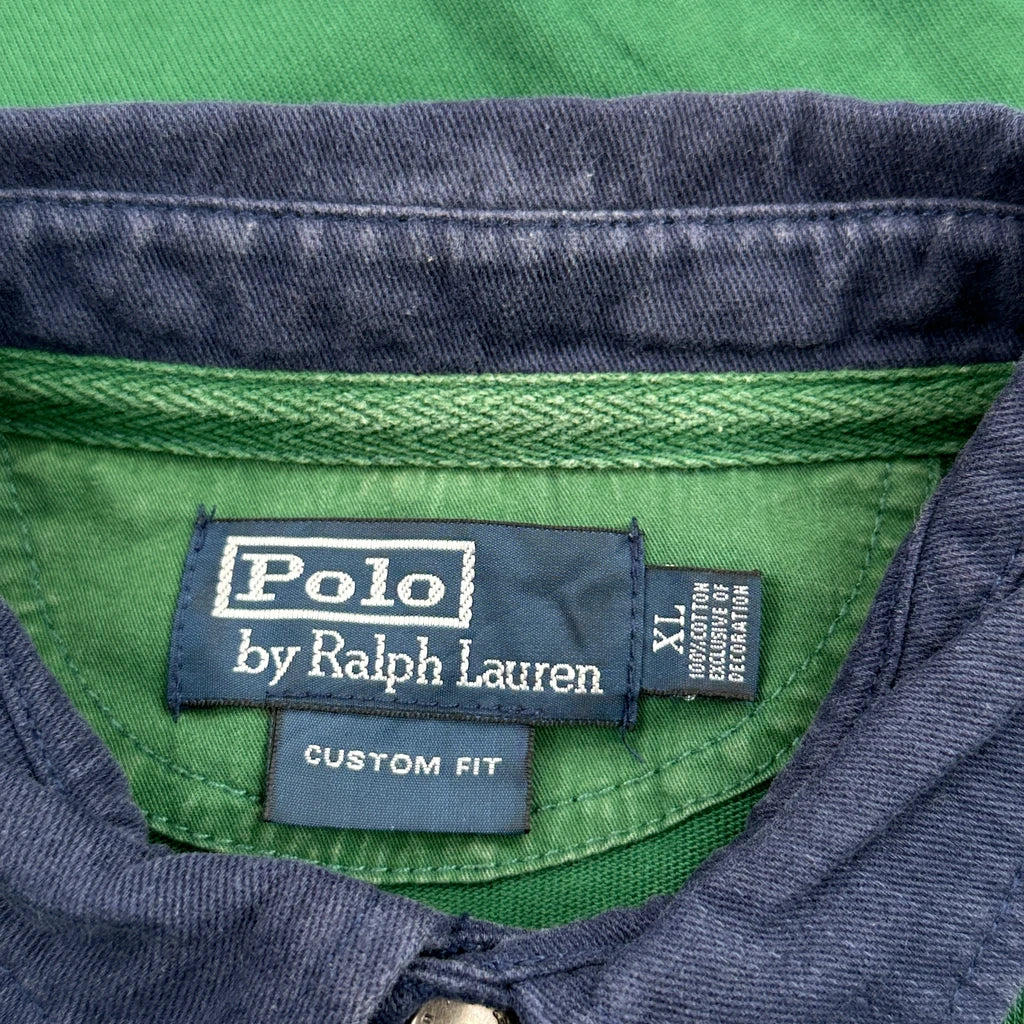 Polo
by Ralph Lauren
XL
100% COTTON
EXCLUSIVE OF
DECORATION
CUSTOM FIT